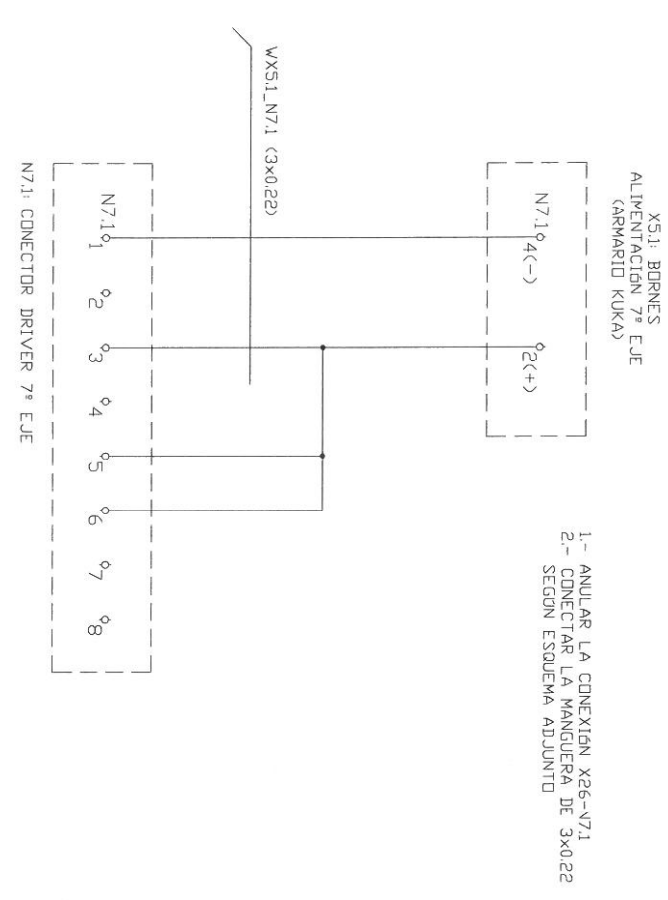 X5.1: BORNES
ALIMENTACIÓN 7º EJE
(ARMARIO KUKA)
N7.1
4(-)
2(+)
1.- ANULAR LA CONEXIÓN X26-V7.1
2.- CONECTAR LA MANGUERA DE 3x0.22
SEGÚN ESQUEMA ADJUNTO
WX5.1_N7.1 (3x0.22)
N7.1
1
2
3
4
5
6
7
8
N7.1: CONECTOR DRIVER 7º EJE